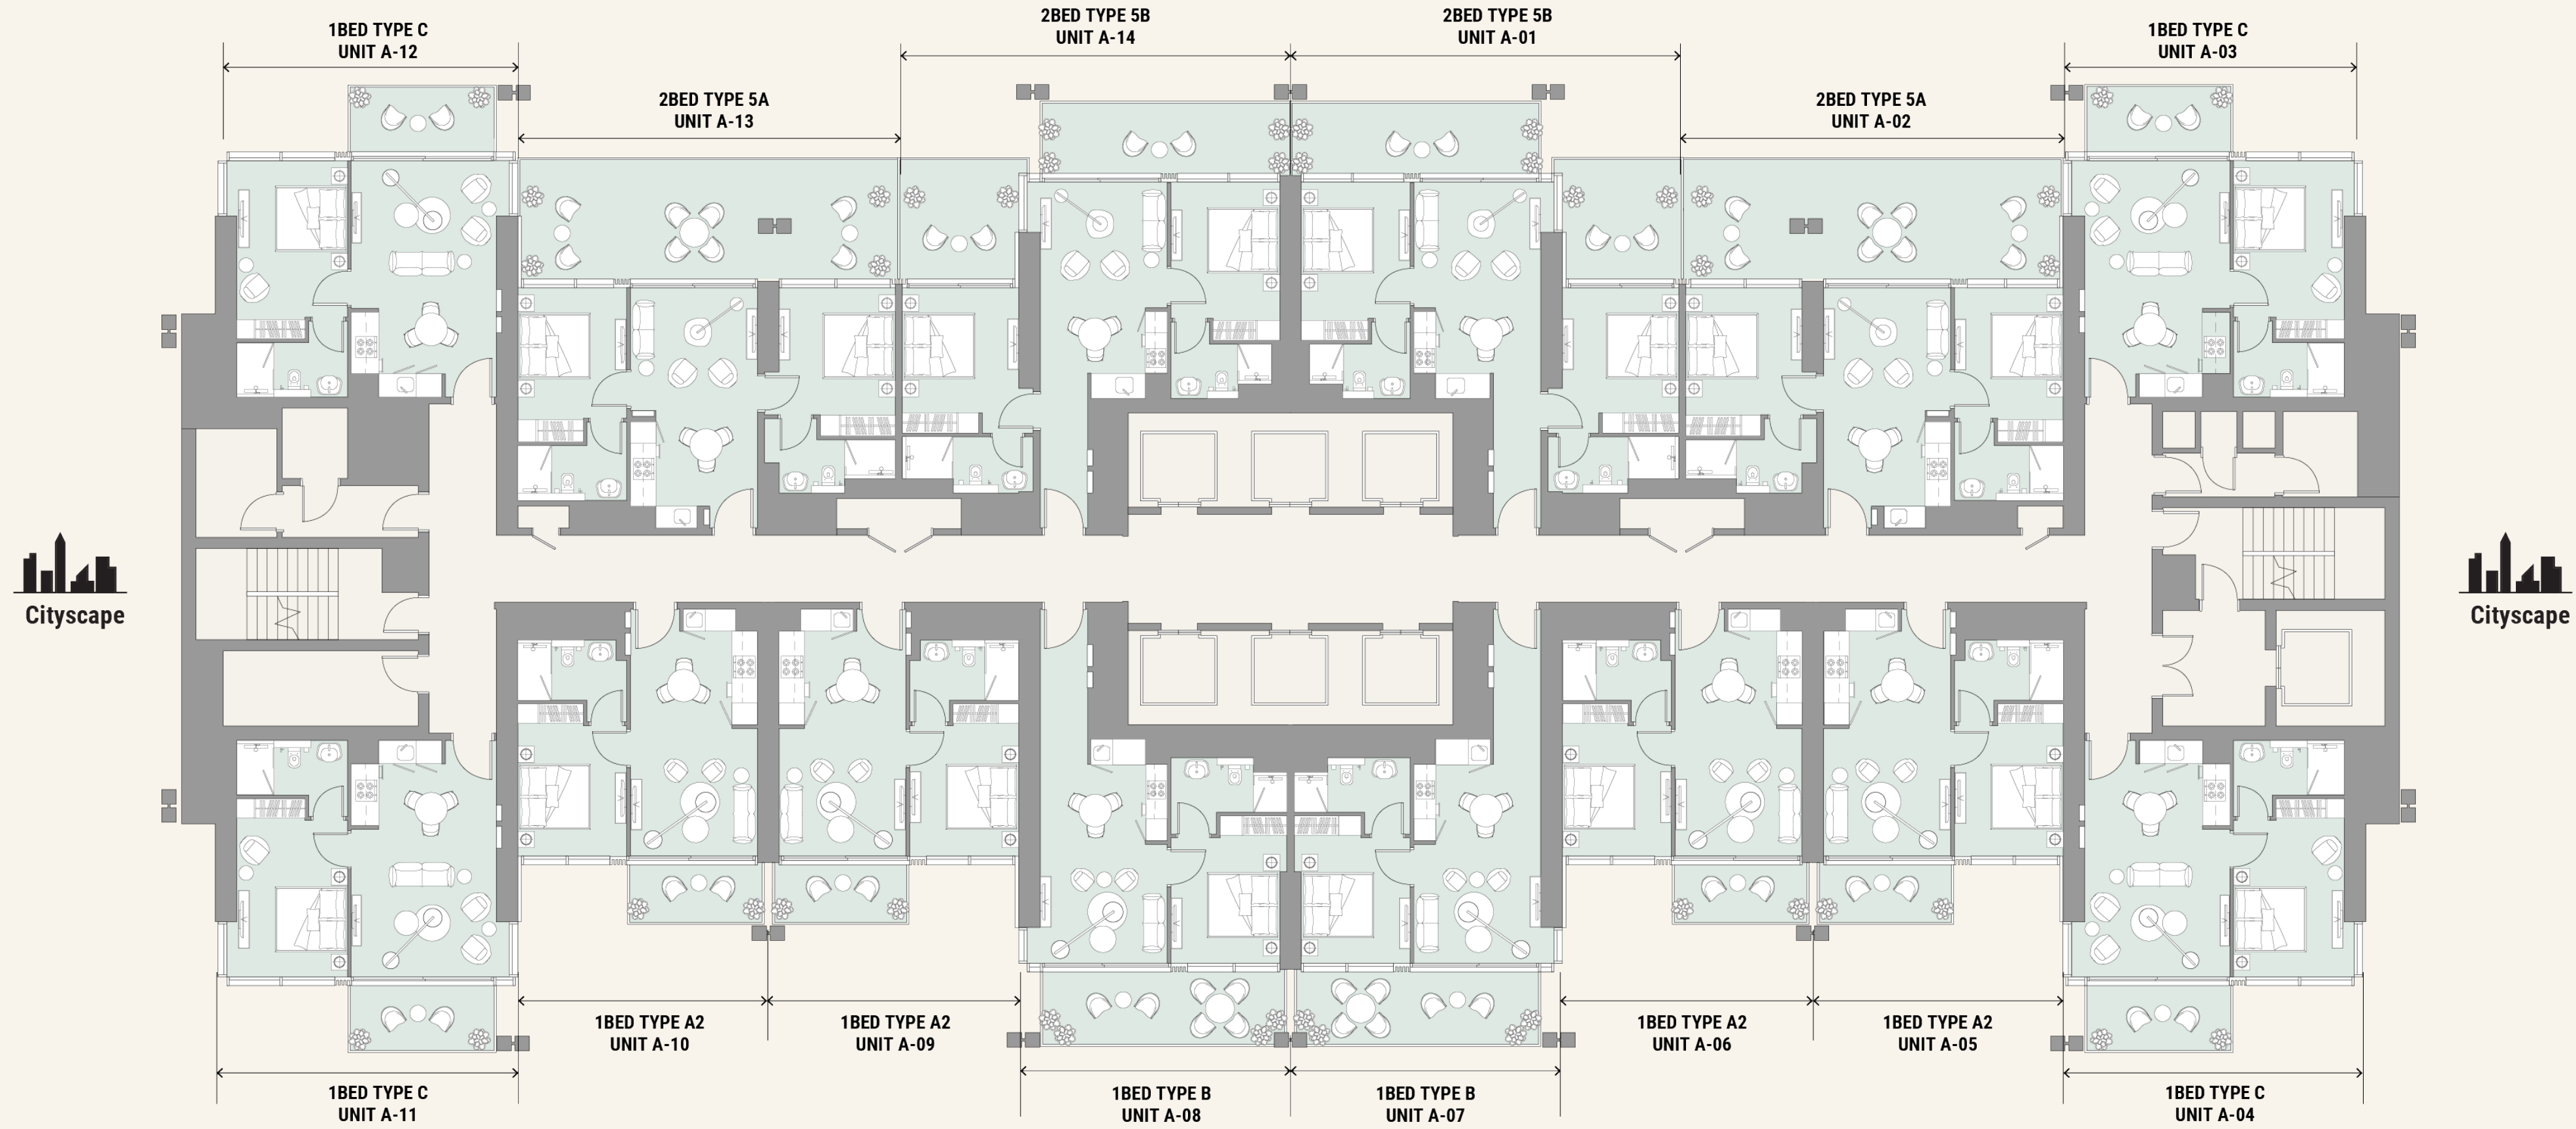 1BED TYPE C
UNIT A-12
2BED TYPE 5A
UNIT A-13
2BED TYPE 5B
UNIT A-14
2BED TYPE 5B
UNIT A-01
2BED TYPE 5A
UNIT A-02
1BED TYPE C
UNIT A-03
Cityscape
Cityscape
1BED TYPE C
UNIT A-11
1BED TYPE A2
UNIT A-10
1BED TYPE A2
UNIT A-09
1BED TYPE B
UNIT A-08
1BED TYPE B
UNIT A-07
1BED TYPE A2
UNIT A-06
1BED TYPE A2
UNIT A-05
1BED TYPE C
UNIT A-04